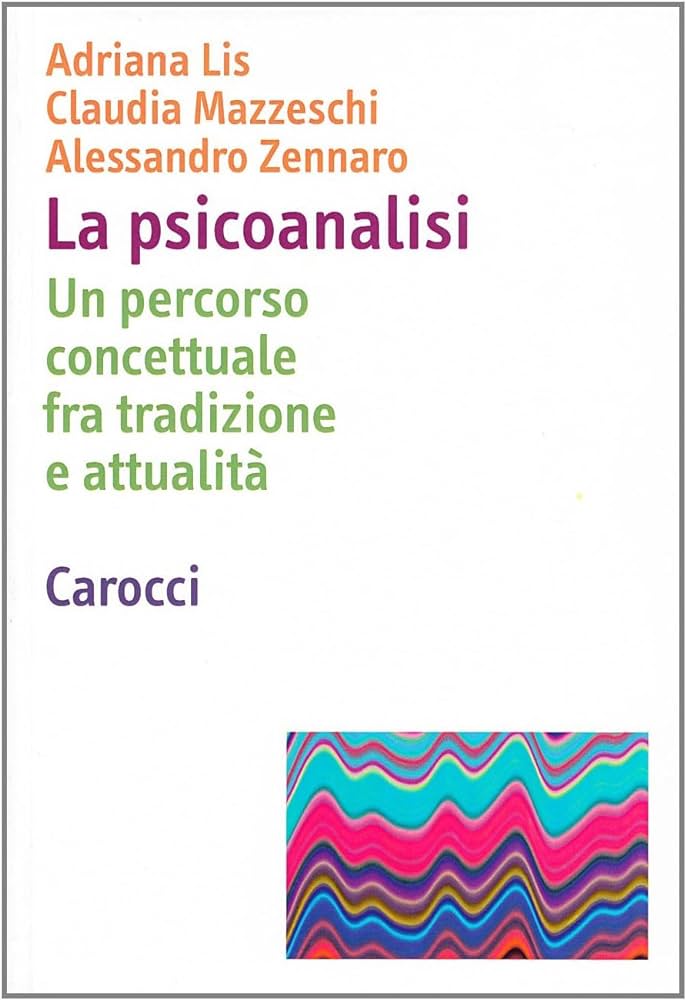 Adriana Lis
Claudia Mazzeschi
Alessandro Zennaro
La psicoanalisi
Un percorso
concettuale
fra tradizione
e attualità
Carocci